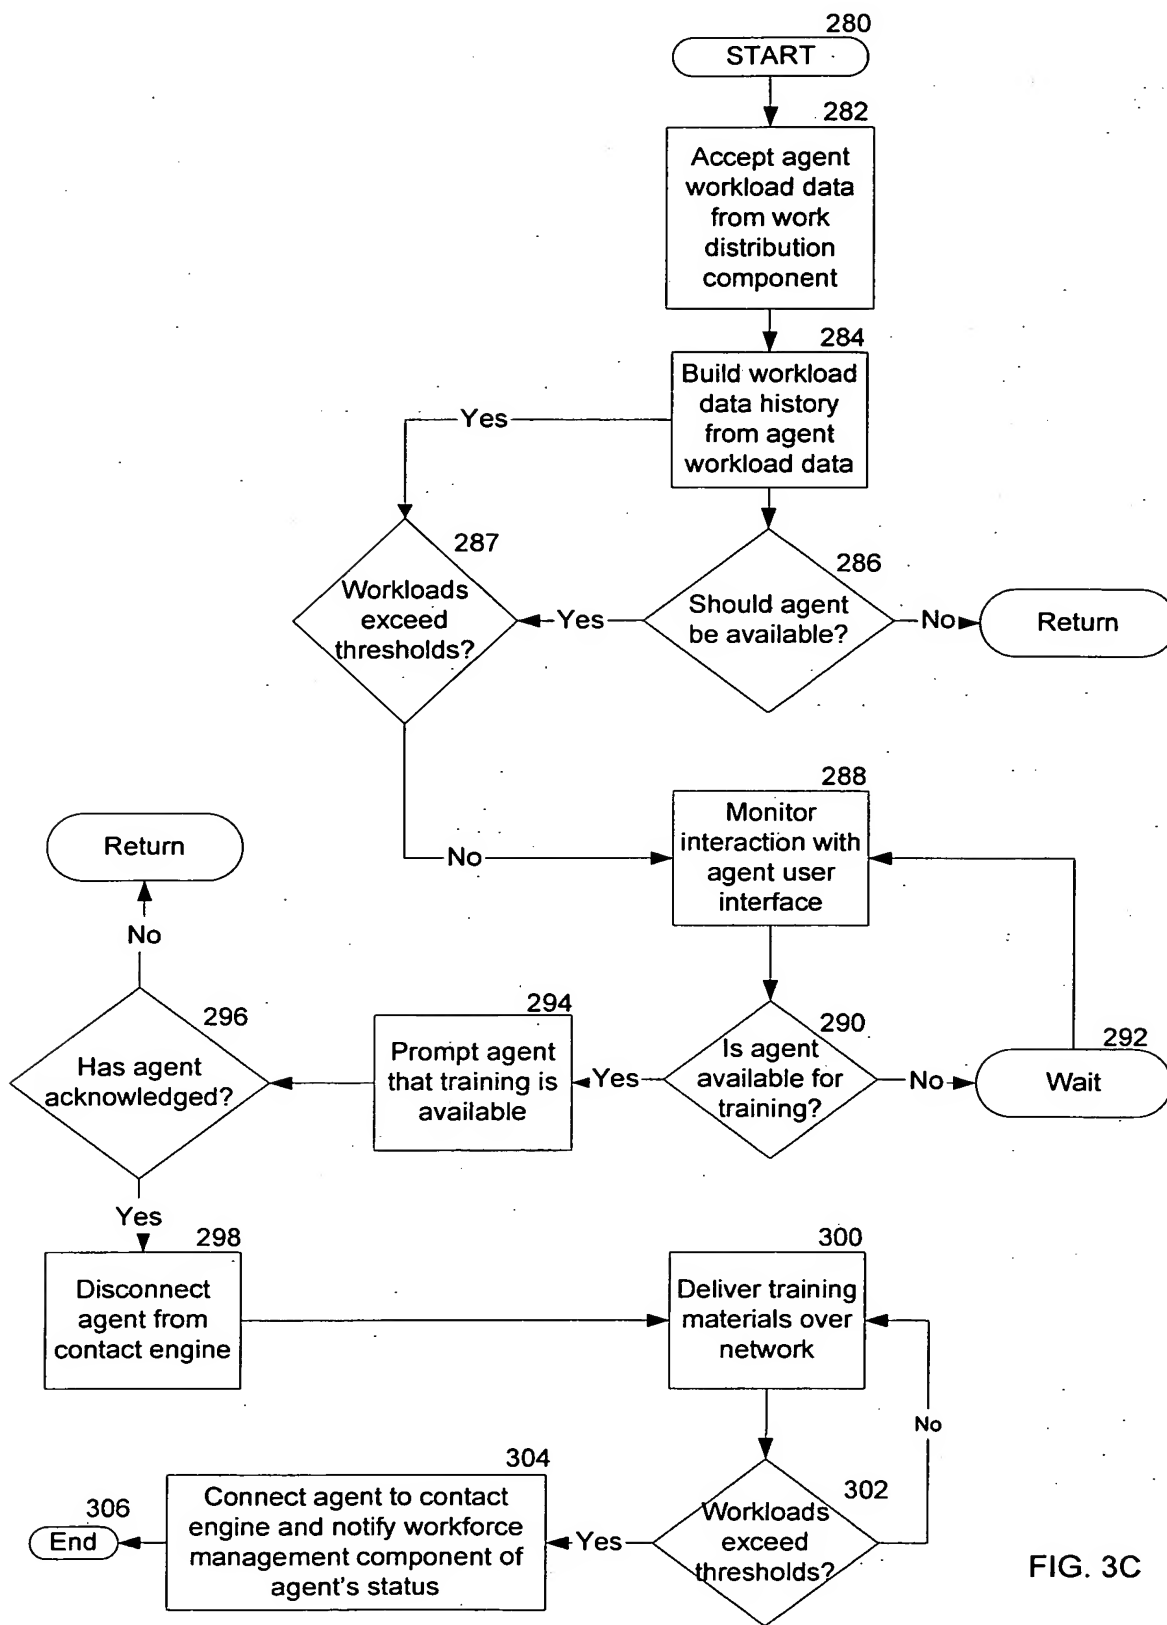 280
START
282
Accept agent
workload data
from work
distribution
component
284
Build workload
data history
from agent
workload data
Yes
287
Workloads
exceed
thresholds?
Yes
286
Should agent
be available?
No
Return
288
Monitor
interaction with
agent user
interface
No
Return
No
296
Has agent
acknowledged?
294
Prompt agent
that training is
available
Yes
290
Is agent
available for
training?
No
292
Wait
Yes
298
Disconnect
agent from
contact engine
300
Deliver training
materials over
network
No
306
End
304
Connect agent to contact
engine and notify workforce
management component of
agent's status
Yes
302
Workloads
exceed
thresholds?
FIG. 3C